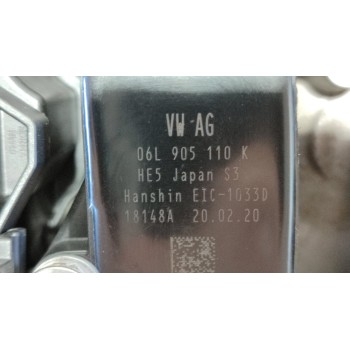 VW AG
06L 905 110 K
HE5 Japan S3
Hanshin EIC-1033D
18148A 20.02.20